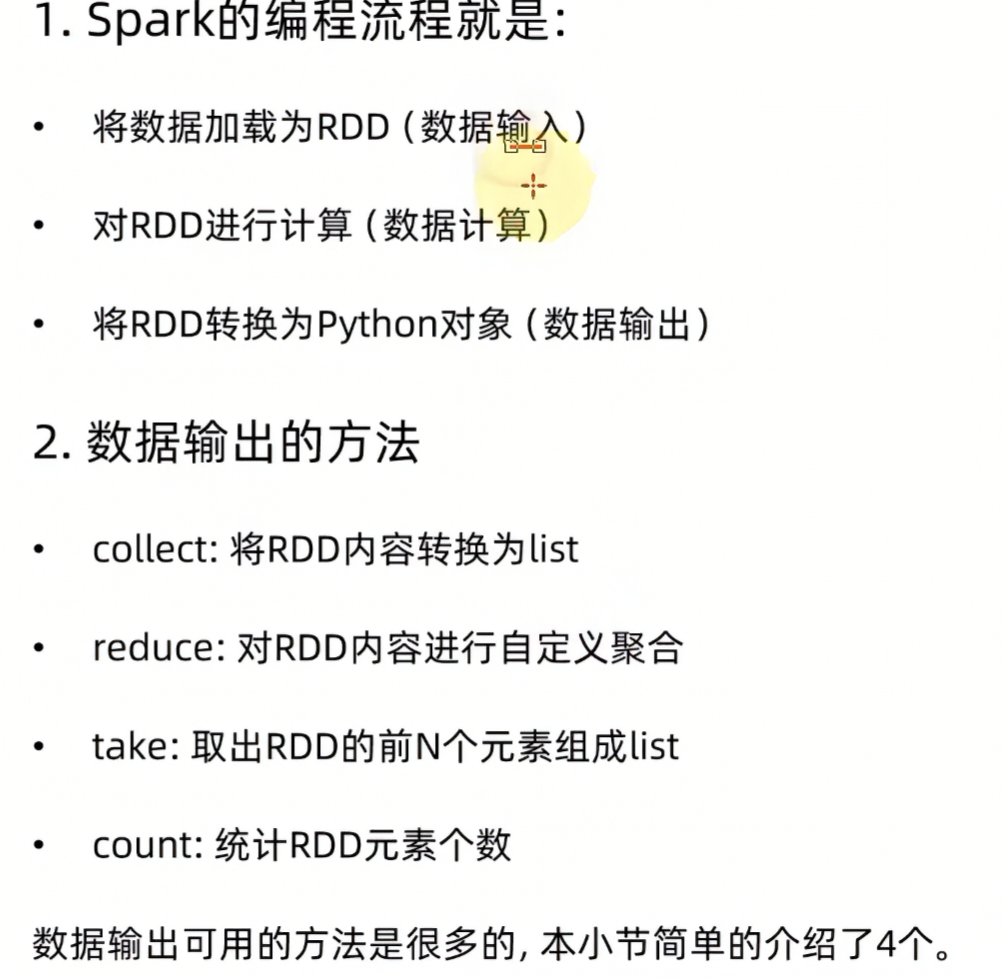 1. Spark的编程流程就是:
• 将数据加载为RDD（数据输入）
• 对RDD进行计算（数据计算）
• 将RDD转换为Python对象（数据输出）
2. 数据输出的方法
• collect: 将RDD内容转换为list
• reduce: 对RDD内容进行自定义聚合
• take: 取出RDD的前N个元素组成list
• count: 统计RDD元素个数
数据输出可用的方法是很多的, 本小节简单的介绍了4个。